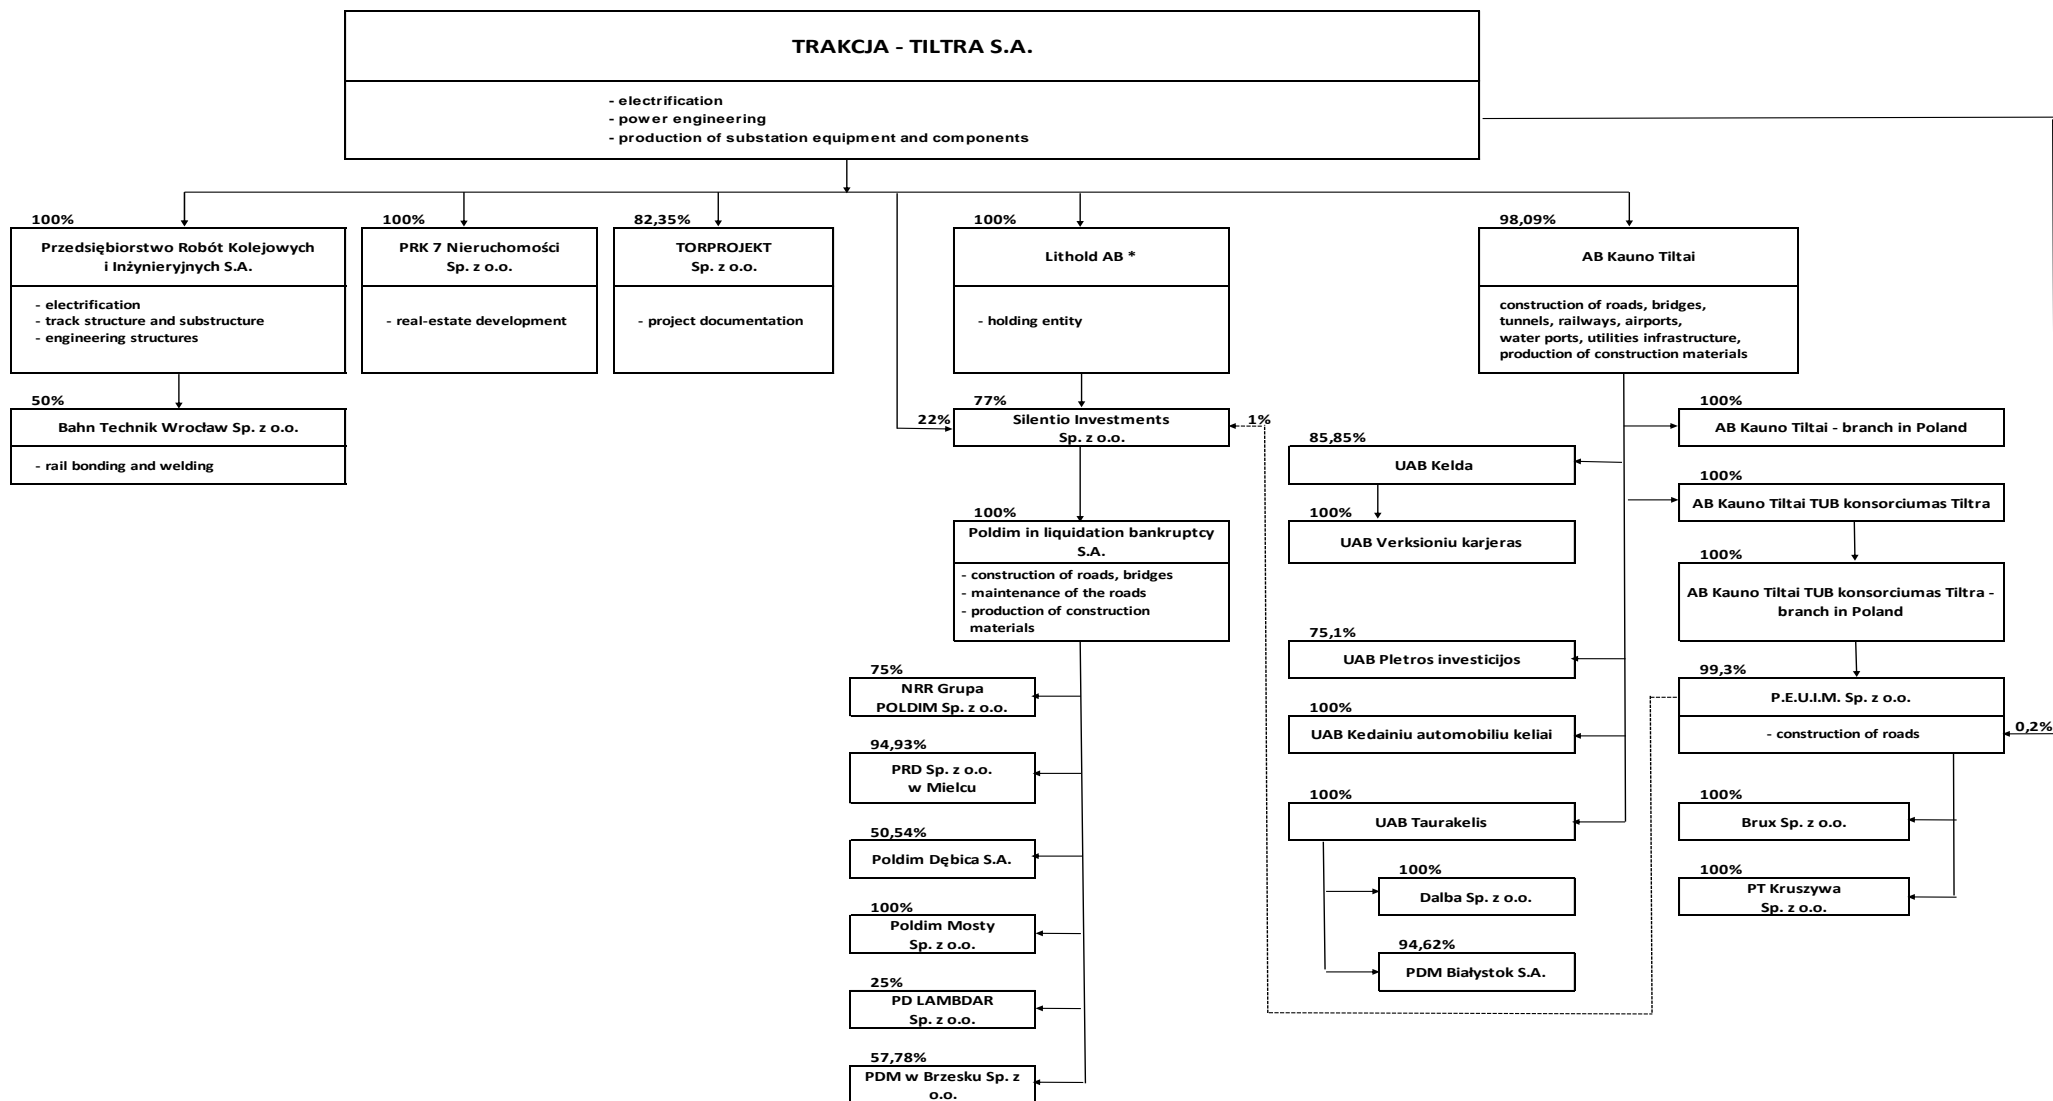 TRAKCJA - TILTRA S.A.
- electrification
- power engineering
- production of substation equipment and components
100%
Przedsiębiorstwo Robót Kolejowych
i Inżynieryjnych S.A.
- electrification
- track structure and substructure
- engineering structures
50%
Bahn Technik Wrocław Sp. z o.o.
- rail bonding and welding
100%
PRK 7 Nieruchomości
Sp. z o.o.
- real-estate development
82,35%
TORPROJEKT
Sp. z o.o.
- project documentation
100%
Lithold AB *
- holding entity
22%
77%
1%
Silentio Investments
Sp. z o.o.
100%
Poldim in liquidation bankruptcy
S.A.
- construction of roads, bridges
- maintenance of the roads
- production of construction
materials
75%
NRR Grupa
POLDIM Sp. z o.o.
94,93%
PRD Sp. z o.o.
w Mielcu
50,54%
Poldim Dębica S.A.
100%
Poldim Mosty
Sp. z o.o.
25%
PD LAMBDAR
Sp. z o.o.
57,78%
PDM w Brzesku Sp. z
o.o.
98,09%
AB Kauno Tiltai
construction of roads, bridges,
tunnels, railways, airports,
water ports, utilities infrastructure,
production of construction materials
85,85%
UAB Kelda
100%
UAB Verksioniu karjeras
75,1%
UAB Pletros investicijos
100%
UAB Kedainiu automobiliu keliai
100%
UAB Taurakelis
100%
Dalba Sp. z o.o.
94,62%
PDM Białystok S.A.
100%
AB Kauno Tiltai - branch in Poland
100%
AB Kauno Tiltai TUB konsorciumas Tiltra
100%
AB Kauno Tiltai TUB konsorciumas Tiltra -
branch in Poland
99,3%
P.E.U.I.M. Sp. z o.o.
- construction of roads
0,2%
100%
Brux Sp. z o.o.
100%
PT Kruszywa
Sp. z o.o.